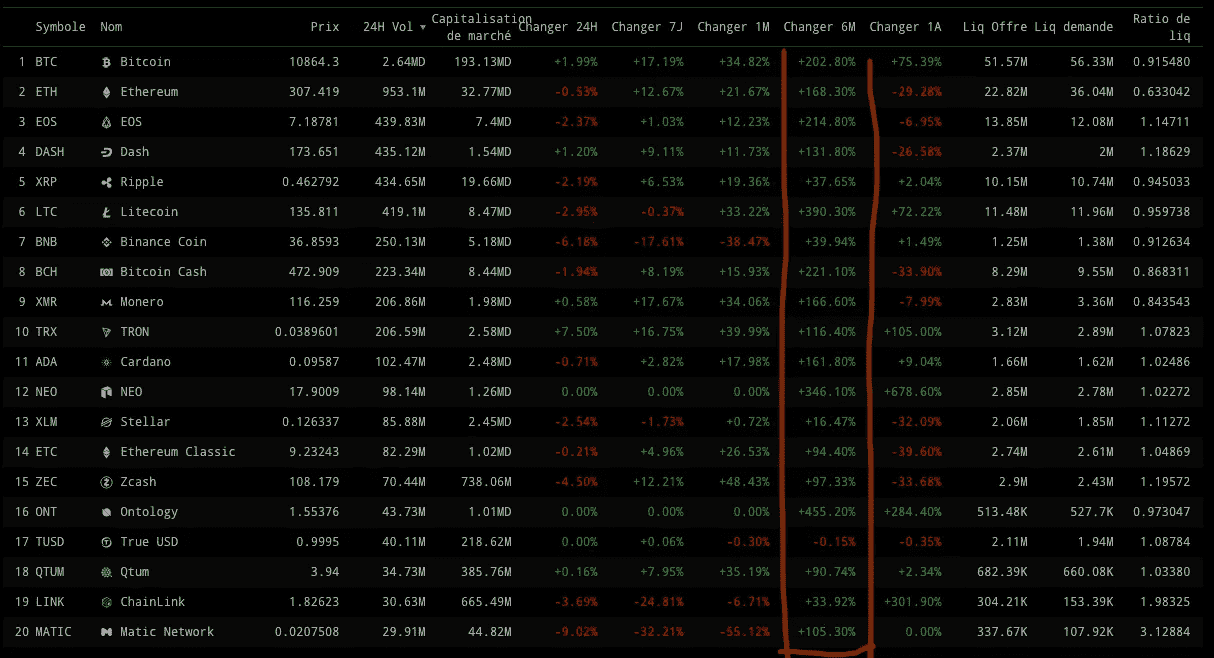 Symbole Nom Prix 24H Vol ▾ Capitalisation de marché Changer 24H Changer 7J Changer 1M Changer 6M Changer 1A Liq Offre Liq demande Ratio de liq
1 BTC Bitcoin 10864.3 2.64MD 193.13MD +1.99% +17.19% +34.82% +202.80% +75.39% 51.57M 56.33M 0.915480
2 ETH Ethereum 307.419 953.1M 32.77MD -0.53% +12.67% +21.67% +168.30% -29.28% 22.82M 36.04M 0.633042
3 EOS EOS 7.18781 439.83M 7.4MD -2.37% +1.03% +12.23% +214.80% -6.95% 13.85M 12.08M 1.14711
4 DASH Dash 173.651 435.12M 1.54MD +1.20% +9.11% +11.73% +131.80% -26.58% 2.37M 2M 1.18629
5 XRP Ripple 0.462792 434.65M 19.66MD -2.19% +6.53% +19.36% +37.65% +2.04% 10.15M 10.74M 0.945033
6 LTC Litecoin 135.811 419.1M 8.47MD -2.95% -0.37% +33.22% +390.30% +72.22% 11.48M 11.96M 0.959738
7 BNB Binance Coin 36.8593 250.13M 5.18MD -6.18% -17.61% -38.47% +39.94% +1.49% 1.25M 1.38M 0.912634
8 BCH Bitcoin Cash 472.909 223.34M 8.44MD -1.94% +8.19% +15.93% +221.10% -33.90% 8.29M 9.55M 0.868311
9 XMR Monero 116.259 206.86M 1.98MD +0.58% +17.67% +34.06% +166.60% -7.99% 2.83M 3.36M 0.843543
10 TRX TRON 0.0389601 206.59M 2.58MD +7.50% +16.75% +39.99% +116.40% +105.00% 3.12M 2.89M 1.07823
11 ADA Cardano 0.09587 102.47M 2.48MD -0.71% +2.82% +17.98% +161.80% +9.04% 1.66M 1.62M 1.02486
12 NEO NEO 17.9009 98.14M 1.26MD 0.00% 0.00% 0.00% +346.10% +678.60% 2.85M 2.78M 1.02272
13 XLM Stellar 0.126337 85.88M 2.45MD -2.54% -1.73% +0.72% +16.47% -32.09% 2.06M 1.85M 1.11272
14 ETC Ethereum Classic 9.23243 82.29M 1.02MD -0.21% +4.96% +26.53% +94.40% -39.60% 2.74M 2.61M 1.04869
15 ZEC Zcash 108.179 70.44M 738.06M -4.50% +12.21% +48.43% +97.33% -33.68% 2.9M 2.43M 1.19572
16 ONT Ontology 1.55376 43.73M 1.01MD 0.00% 0.00% 0.00% +455.20% +284.40% 513.48K 527.7K 0.973047
17 TUSD True USD 0.9995 40.11M 218.62M 0.00% +0.06% -0.30% -0.15% -0.35% 2.11M 1.94M 1.08784
18 QTUM Qtum 3.94 34.73M 385.76M +0.16% +7.95% +35.19% +90.74% +2.34% 682.39K 660.08K 1.03380
19 LINK ChainLink 1.82623 30.63M 665.49M -3.69% -24.81% -6.71% +33.92% +301.90% 304.21K 153.39K 1.98325
20 MATIC Matic Network 0.0207508 29.91M 44.82M -9.02% -32.21% -55.12% +105.30% 0.00% 337.67K 107.92K 3.12884